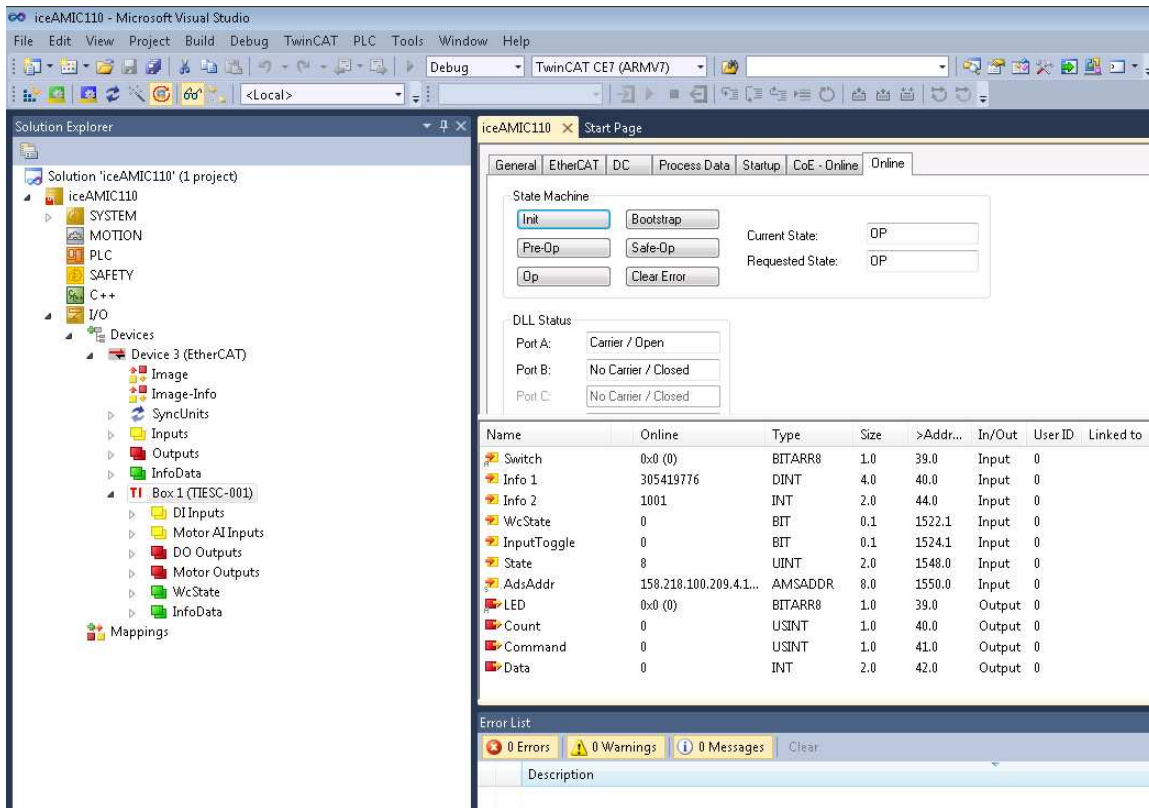 iceAMIC110 - Microsoft Visual Studio
File Edit View Project Build Debug TwinCAT PLC Tools Window Help
Debug TwinCAT CE7 (ARMV7)
<Local>
Solution Explorer
iceAMIC110 Start Page
General EtherCAT DC Process Data Startup CoE - Online Online
Solution 'iceAMIC110' (1 project)
iceAMIC110
SYSTEM
MOTION
PLC
SAFETY
C++
I/O
Devices
Device 3 (EtherCAT)
Image
Image-Info
SyncUnits
Inputs
Outputs
InfoData
TI Box 1 (TIESC-001)
DI Inputs
Motor AI Inputs
DO Outputs
Motor Outputs
WcState
InfoData
Mappings
State Machine
Init Bootstrap
Pre-Op Safe-Op
Op Clear Error
Current State: OP
Requested State: OP
DLL Status
Port A: Carrier / Open
Port B: No Carrier / Closed
Port C: No Carrier / Closed
Name Online Type Size >Addr... In/Out User ID Linked to
Switch 0x0 (0) BITARR8 1.0 39.0 Input 0
Info 1 305419776 DINT 4.0 40.0 Input 0
Info 2 1001 INT 2.0 44.0 Input 0
WcState 0 BIT 0.1 1522.1 Input 0
InputToggle 0 BIT 0.1 1524.1 Input 0
State 8 UINT 2.0 1548.0 Input 0
AdsAddr 158.218.100.209.4.1... AMSADDR 8.0 1550.0 Input 0
LED 0x0 (0) BITARR8 1.0 39.0 Output 0
Count 0 USINT 1.0 40.0 Output 0
Command 0 USINT 1.0 41.0 Output 0
Data 0 INT 2.0 42.0 Output 0
Error List
0 Errors 0 Warnings 0 Messages Clear
Description